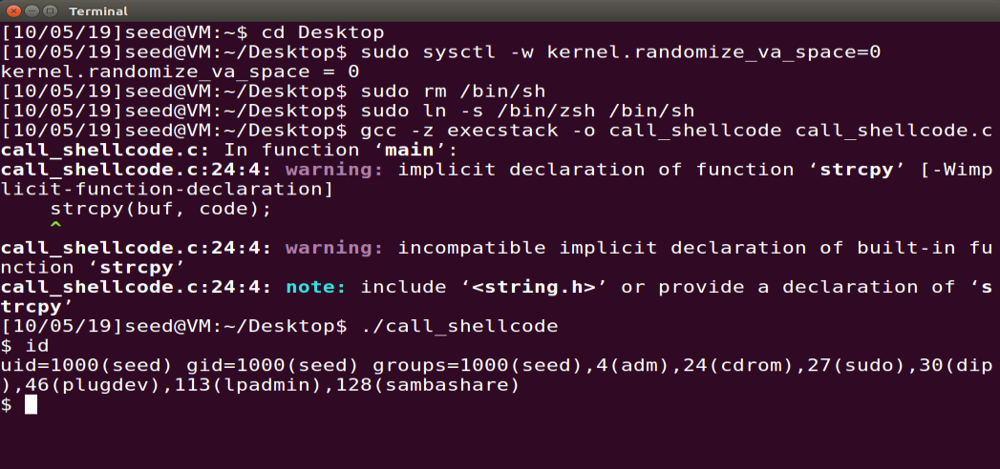 Terminal
[10/05/19]seed@VM:~$ cd Desktop
[10/05/19]seed@VM:~/Desktop$ sudo sysctl -w kernel.randomize_va_space=0
kernel.randomize_va_space = 0
[10/05/19]seed@VM:~/Desktop$ sudo rm /bin/sh
[10/05/19]seed@VM:~/Desktop$ sudo ln -s /bin/zsh /bin/sh
[10/05/19]seed@VM:~/Desktop$ gcc -z execstack -o call_shellcode call_shellcode.c
call_shellcode.c: In function ‘main’:
call_shellcode.c:24:4: warning: implicit declaration of function ‘strcpy’ [-Wimp
licit-function-declaration]
    strcpy(buf, code);
    ^
call_shellcode.c:24:4: warning: incompatible implicit declaration of built-in fu
nction ‘strcpy’
call_shellcode.c:24:4: note: include ‘<string.h>’ or provide a declaration of ‘s
trcpy’
[10/05/19]seed@VM:~/Desktop$ ./call_shellcode
$ id
uid=1000(seed) gid=1000(seed) groups=1000(seed),4(adm),24(cdrom),27(sudo),30(dip
),46(plugdev),113(lpadmin),128(sambashare)
$